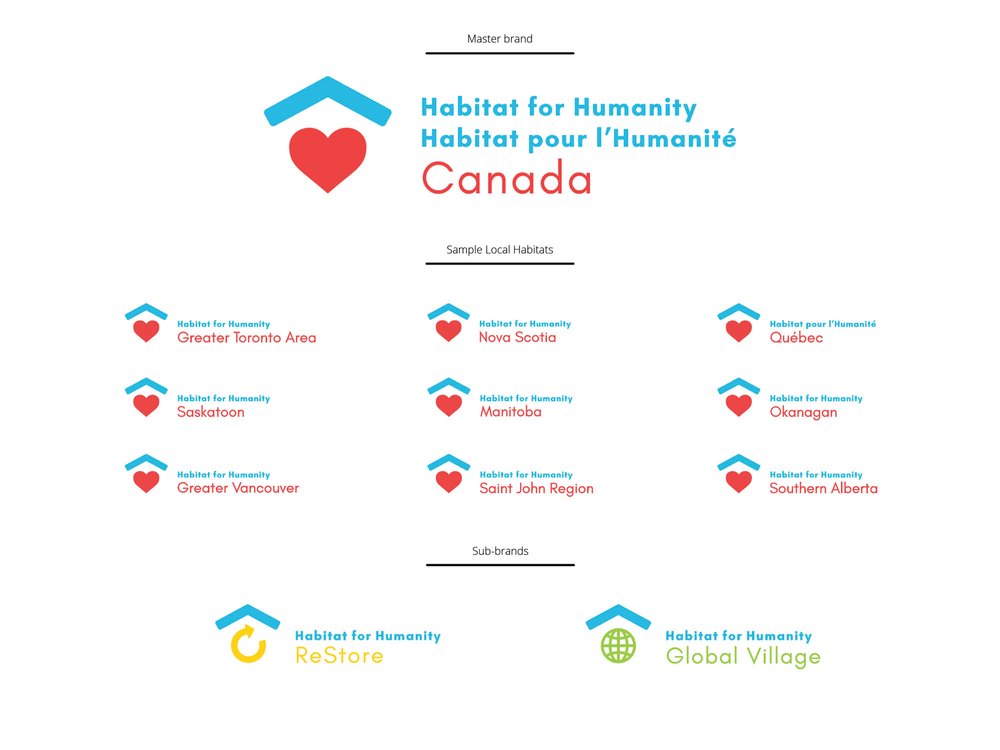 Master brand
Habitat for Humanity
Habitat pour l’Humanité
Canada
Sample Local Habitats
Habitat for Humanity
Greater Toronto Area
Habitat for Humanity
Nova Scotia
Habitat pour l’Humanité
Québec
Habitat for Humanity
Saskatoon
Habitat for Humanity
Manitoba
Habitat for Humanity
Okanagan
Habitat for Humanity
Greater Vancouver
Habitat for Humanity
Saint John Region
Habitat for Humanity
Southern Alberta
Sub-brands
Habitat for Humanity
ReStore
Habitat for Humanity
Global Village